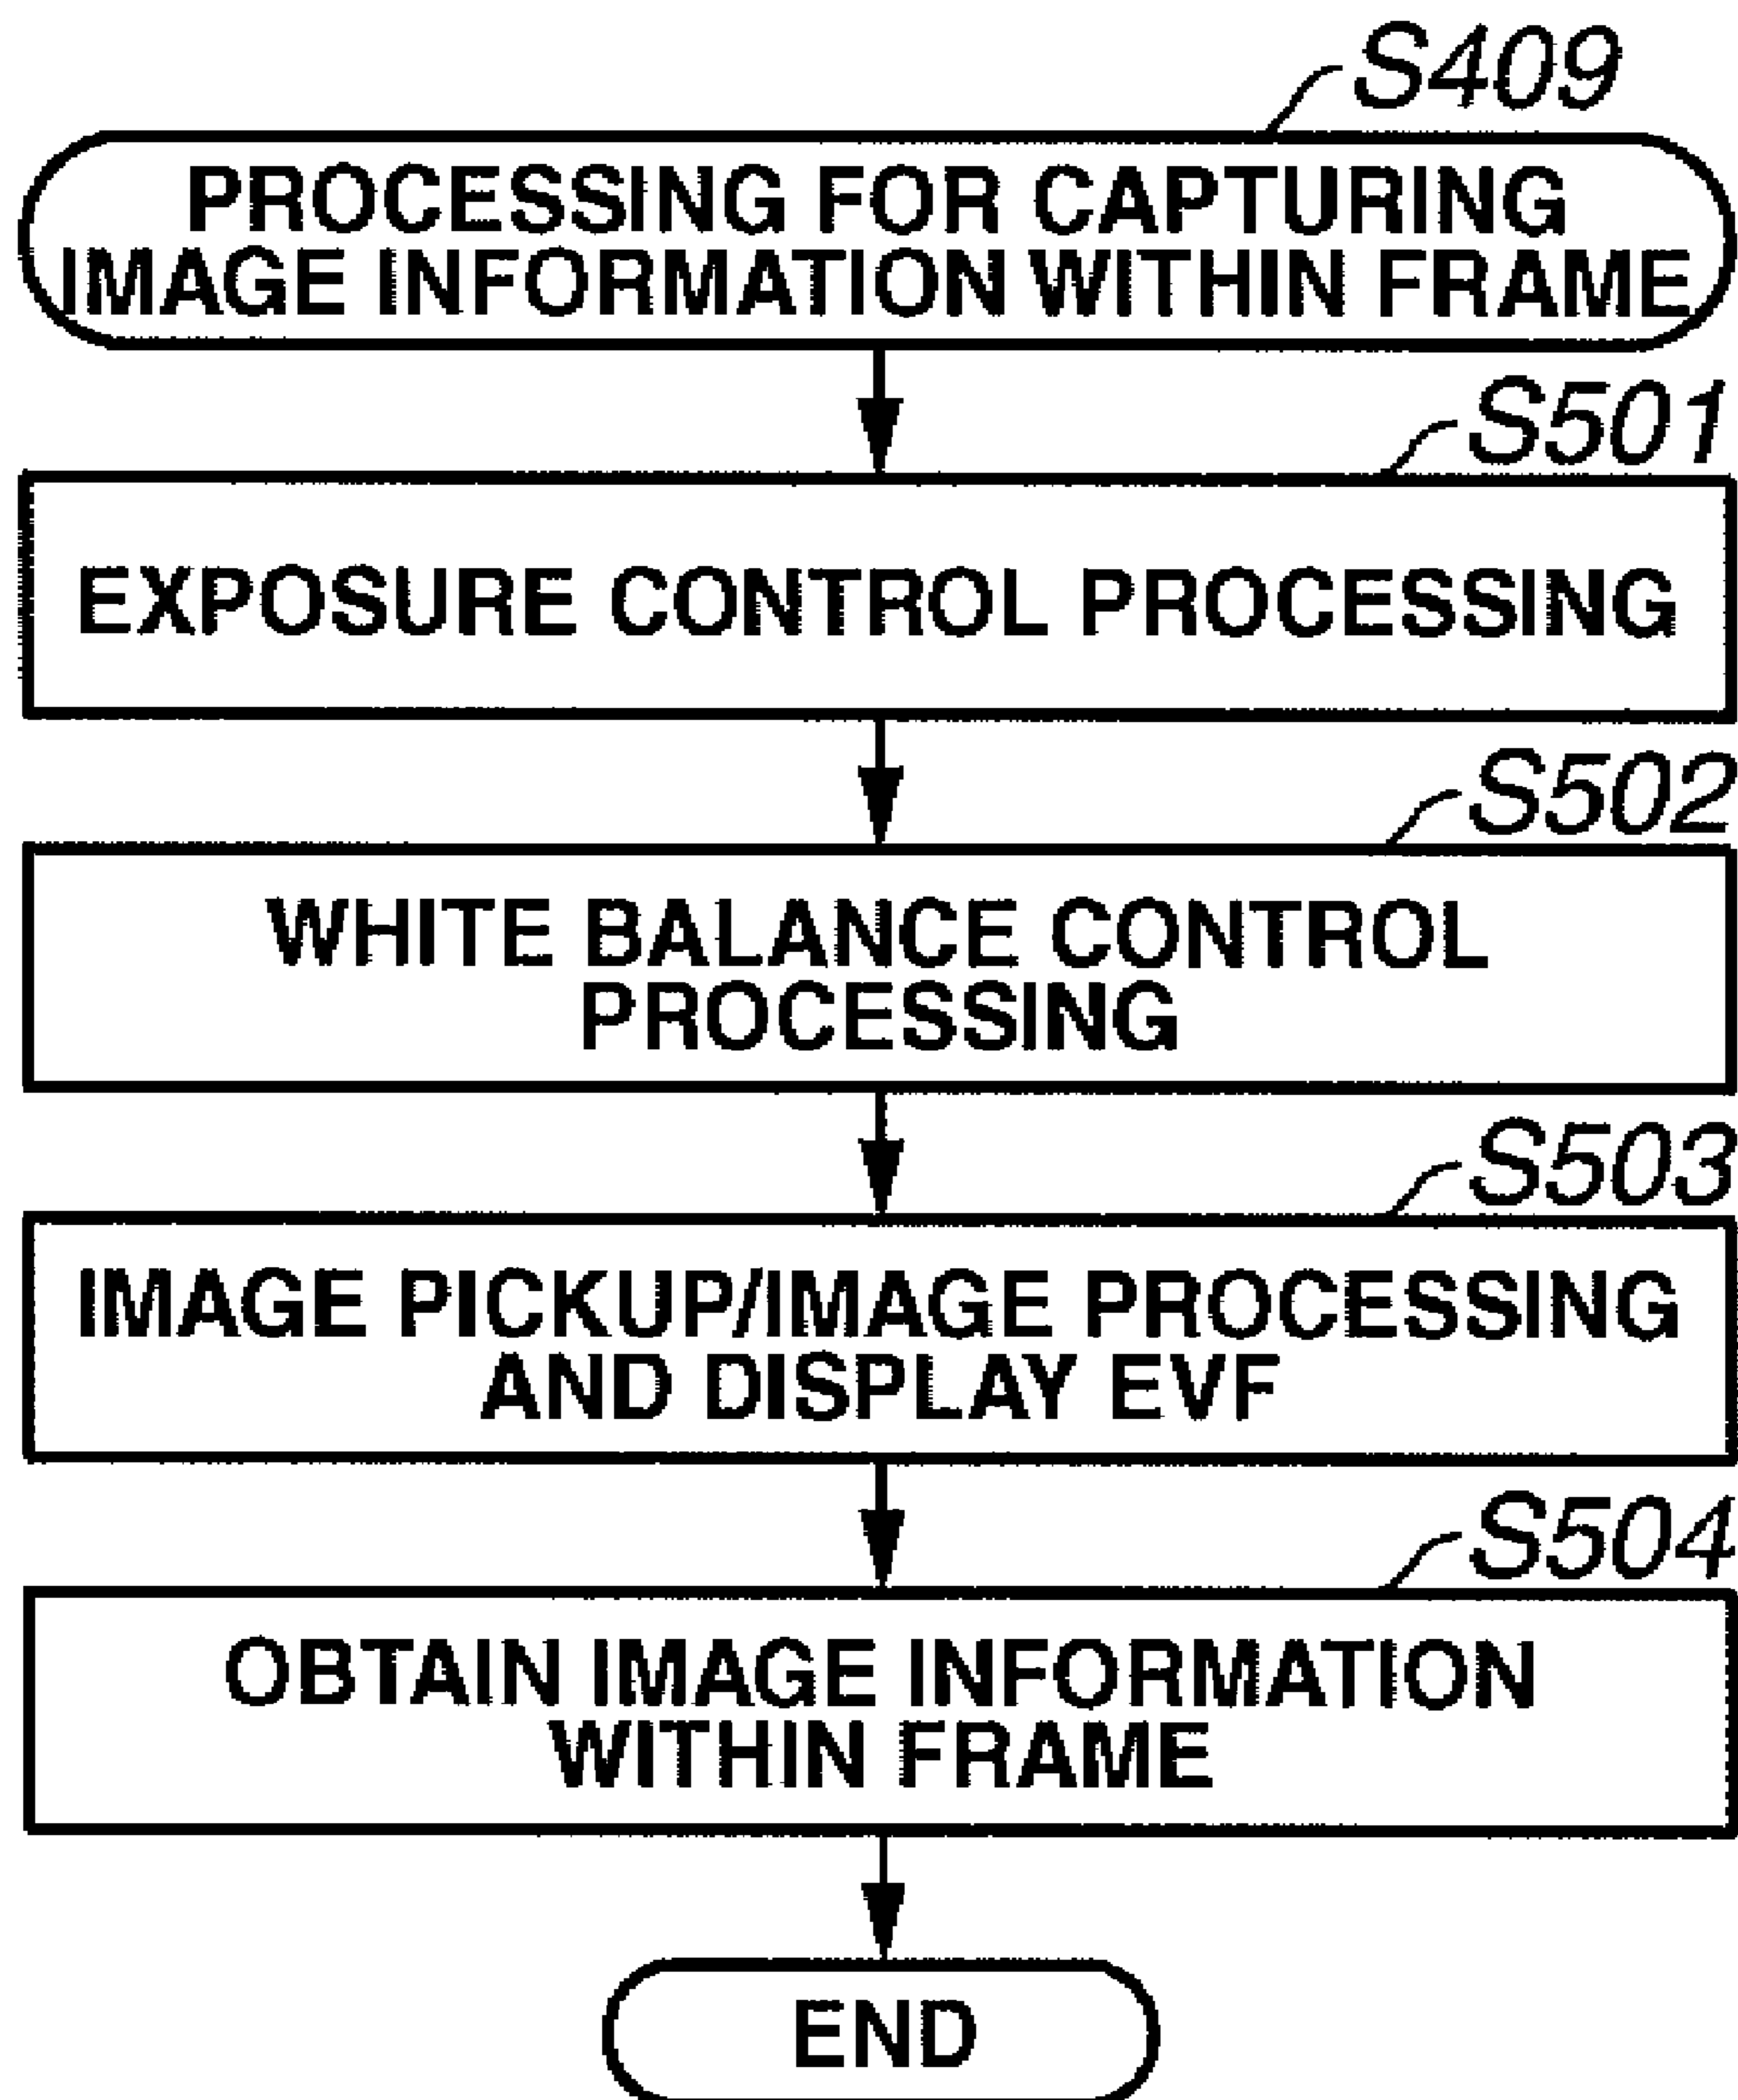 S409
PROCESSING FOR CAPTURING
IMAGE INFORMATION WITHIN FRAME
S501
EXPOSURE CONTROL PROCESSING
S502
WHITE BALANCE CONTROL
PROCESSING
S503
IMAGE PICKUP/IMAGE PROCESSING
AND DISPLAY EVF
S504
OBTAIN IMAGE INFORMATION
WITHIN FRAME
END